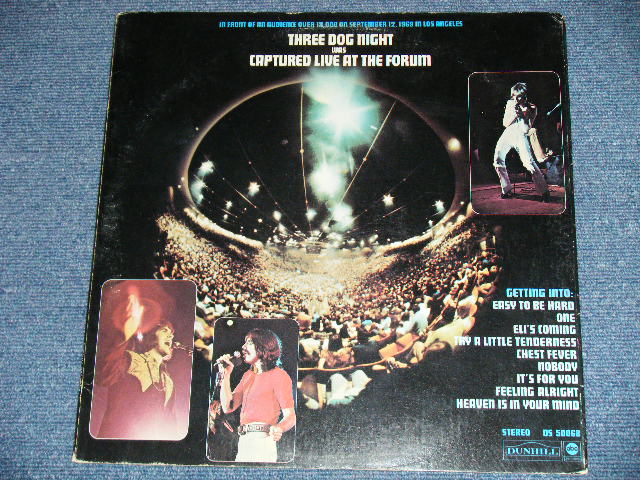 IN FRONT OF AN AUDIENCE OVER 18,000 ON SEPTEMBER 12, 1969 IN LOS ANGELES
THREE DOG NIGHT
WAS
CAPTURED LIVE AT THE FORUM
GETTING INTO:
EASY TO BE HARD
ONE
ELI'S COMING
TRY A LITTLE TENDERNESS
CHEST FEVER
NOBODY
IT'S FOR YOU
FEELING ALRIGHT
HEAVEN IS IN YOUR MIND
STEREO DS 50068
DUNHILL
abc